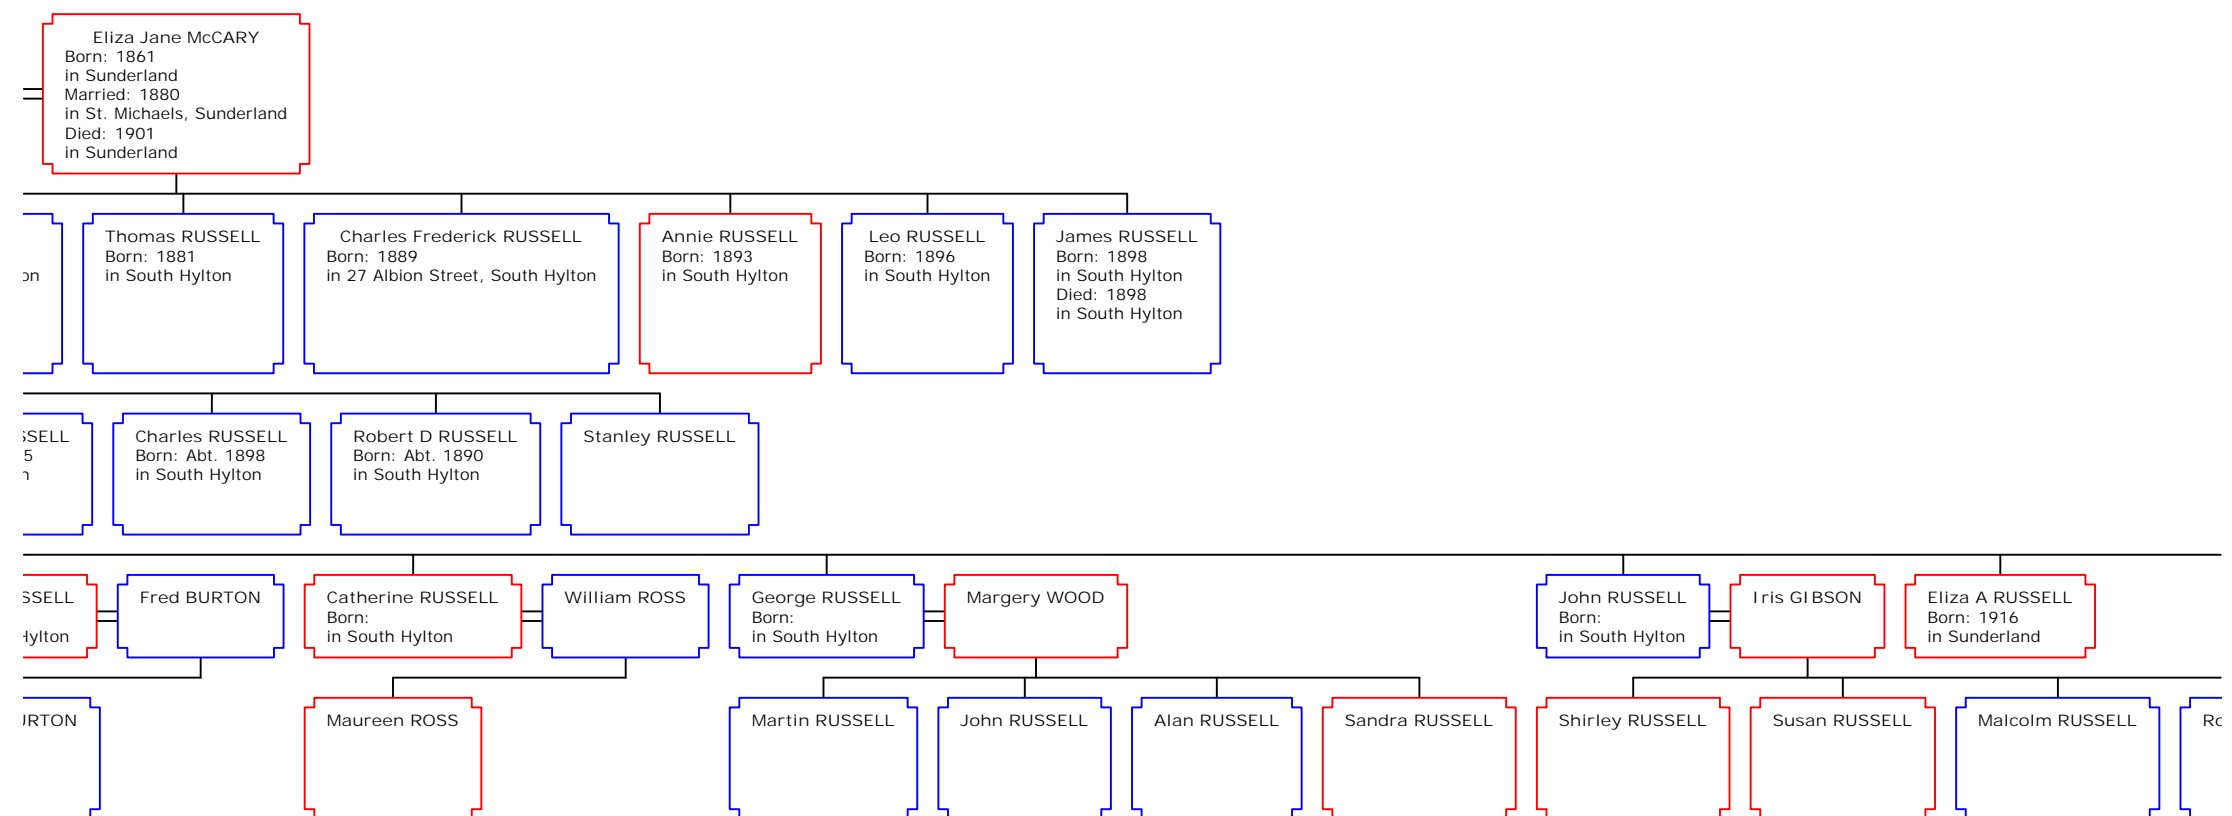 Eliza Jane McCARY
Born: 1861
in Sunderland
Married: 1880
in St. Michaels, Sunderland
Died: 1901
in Sunderland
on
Thomas RUSSELL
Born: 1881
in South Hylton
Charles Frederick RUSSELL
Born: 1889
in 27 Albion Street, South Hylton
Annie RUSSELL
Born: 1893
in South Hylton
Leo RUSSELL
Born: 1896
in South Hylton
James RUSSELL
Born: 1898
in South Hylton
Died: 1898
in South Hylton
SSELL
5
Charles RUSSELL
Born: Abt. 1898
in South Hylton
Robert D RUSSELL
Born: Abt. 1890
in South Hylton
Stanley RUSSELL
SSELL
Hylton
Fred BURTON
Catherine RUSSELL
Born:
in South Hylton
William ROSS
George RUSSELL
Born:
in South Hylton
Margery WOOD
John RUSSELL
Born:
in South Hylton
Iris GIBSON
Eliza A RUSSELL
Born: 1916
in Sunderland
URTON
Maureen ROSS
Martin RUSSELL
John RUSSELL
Alan RUSSELL
Sandra RUSSELL
Shirley RUSSELL
Susan RUSSELL
Malcolm RUSSELL